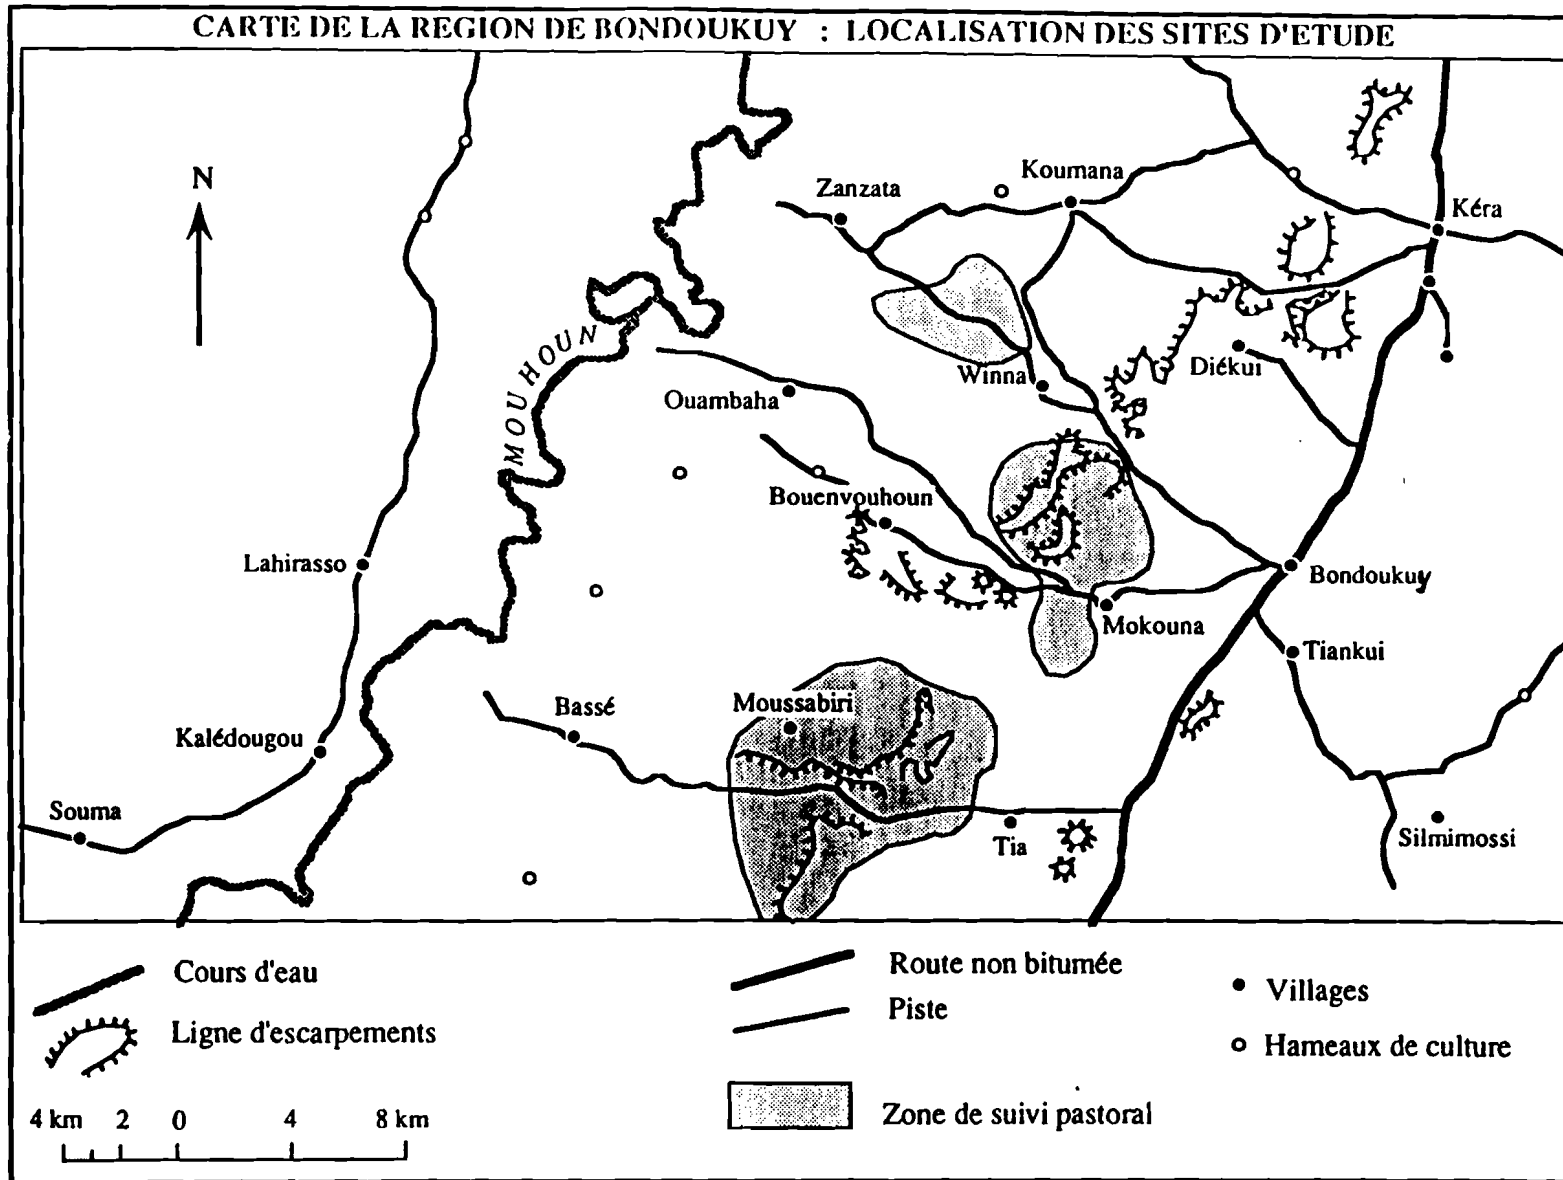 CARTE DE LA REGION DE BONDOUKUY : LOCALISATION DES SITES D'ETUDE
N
Zanzata
Koumana
Kéra
MOUHOUN
Ouambaha
Winna
Diékui
Bouenvouhoun
Lahirasso
Bondoukuy
Mokouna
Tiankui
Bassé
Moussabiri
Kalédougou
Souma
Tia
Silmimossi
Cours d'eau
Ligne d'escarpements
Route non bitumée
Piste
Villages
Hameaux de culture
Zone de suivi pastoral
4 km 2 0 4 8 km